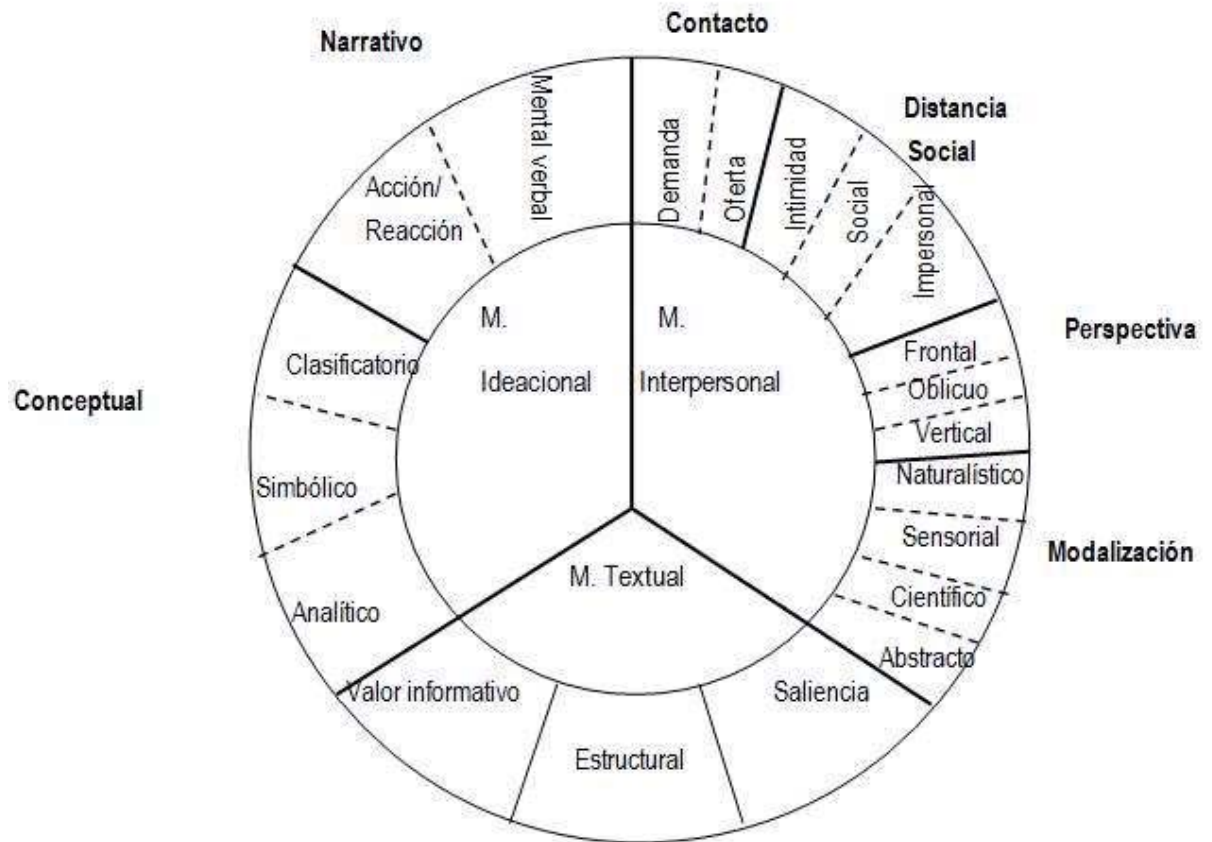 Contacto
Narrativo
Distancia
Social
Mental verbal
Demanda
Oferta
Intimidad
Social
Impersonal
Acción/
Reacción
M.
Ideacional
M.
Interpersonal
Perspectiva
Frontal
Oblicuo
Vertical
Clasificatorio
Conceptual
Simbólico
Analítico
Naturalístico
Sensorial
Modalización
Científico
Abstracto
M. Textual
Valor informativo
Estructural
Saliencia